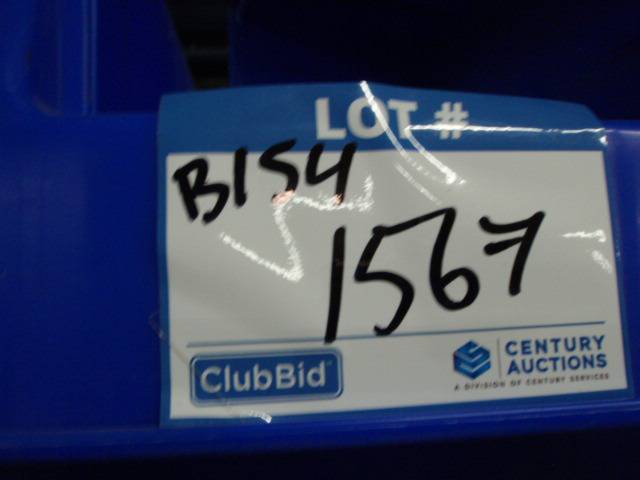 LOT #
B154
1567
ClubBid
CENTURY
AUCTIONS
A DIVISION OF CENTURY SERVICES